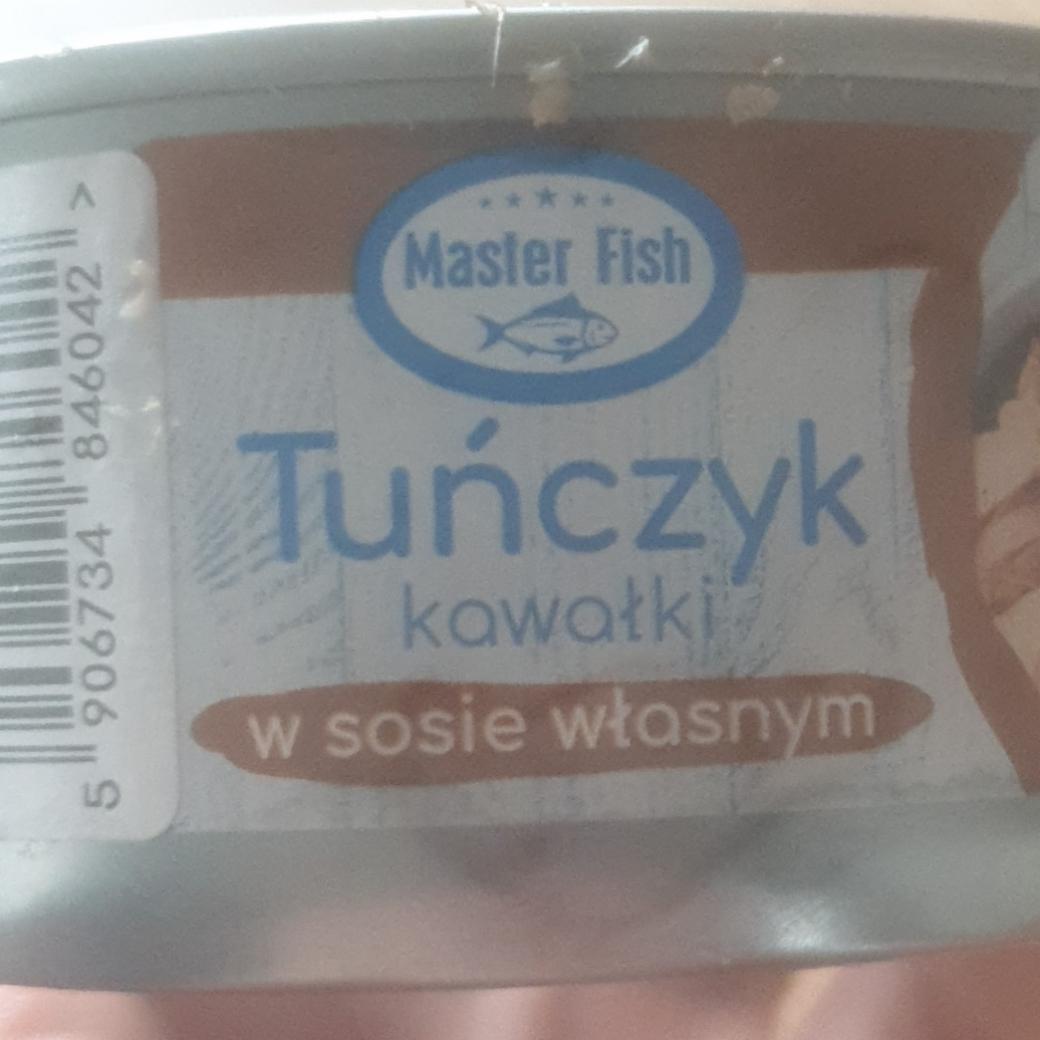 Master Fish
Tuńczyk
kawałki
w sosie własnym
5 906734 846042 >